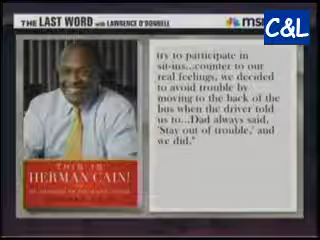 THE LAST WORD WITH LAWRENCE O'DONNELL
msn
C&L
try to participate in
sit-ins...counter to our
real feelings, we decided
to avoid trouble by
moving to the back of the
bus when the driver told
us to...Dad always said,
'Stay out of trouble,' and
we did."
THIS IS
HERMAN CAIN!